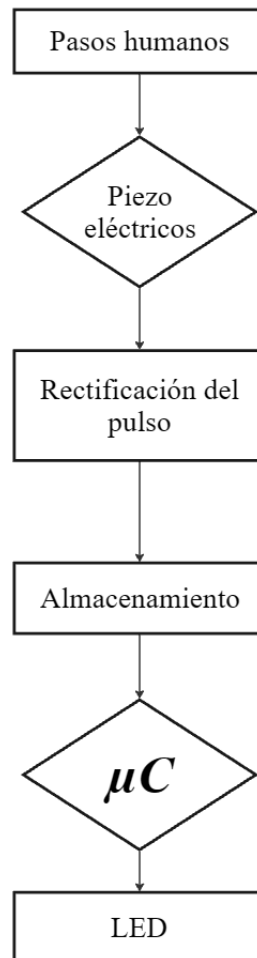 Pasos humanos
Piezo
eléctricos
Rectificación del
pulso
Almacenamiento
μC
LED